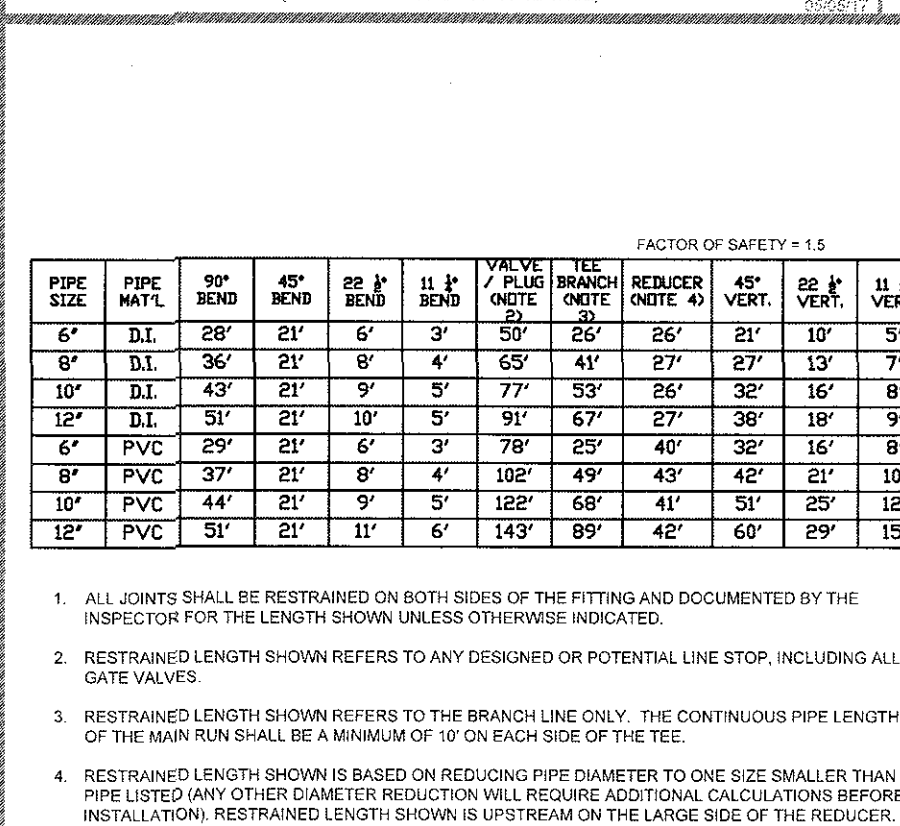 05/05/17
FACTOR OF SAFETY = 1.5
PIPE SIZE PIPE MAT'L 90° BEND 45° BEND 22 ½° BEND 11 ¼° BEND VALVE / PLUG (NOTE 2) TEE BRANCH (NOTE 3) REDUCER (NOTE 4) 45° VERT. 22 ½° VERT. 11
6" D.I. 28' 21' 6' 3' 50' 26' 26' 21' 10' 5'
8" D.I. 36' 21' 8' 4' 65' 41' 27' 27' 13' 7'
10" D.I. 43' 21' 9' 5' 77' 53' 26' 32' 16' 8
12" D.I. 51' 21' 10' 5' 91' 67' 27' 38' 18' 9
6" PVC 29' 21' 6' 3' 78' 25' 40' 32' 16' 8
8" PVC 37' 21' 8' 4' 102' 49' 43' 42' 21' 10
10" PVC 44' 21' 9' 5' 122' 68' 41' 51' 25' 12
12" PVC 51' 21' 11' 6' 143' 89' 42' 60' 29' 15
1. ALL JOINTS SHALL BE RESTRAINED ON BOTH SIDES OF THE FITTING AND DOCUMENTED BY THE
INSPECTOR FOR THE LENGTH SHOWN UNLESS OTHERWISE INDICATED.
2. RESTRAINED LENGTH SHOWN REFERS TO ANY DESIGNED OR POTENTIAL LINE STOP, INCLUDING ALL
GATE VALVES.
3. RESTRAINED LENGTH SHOWN REFERS TO THE BRANCH LINE ONLY. THE CONTINUOUS PIPE LENGTH
OF THE MAIN RUN SHALL BE A MINIMUM OF 10' ON EACH SIDE OF THE TEE.
4. RESTRAINED LENGTH SHOWN IS BASED ON REDUCING PIPE DIAMETER TO ONE SIZE SMALLER THAN
PIPE LISTED (ANY OTHER DIAMETER REDUCTION WILL REQUIRE ADDITIONAL CALCULATIONS BEFORE
INSTALLATION). RESTRAINED LENGTH SHOWN IS UPSTREAM ON THE LARGE SIDE OF THE REDUCER.